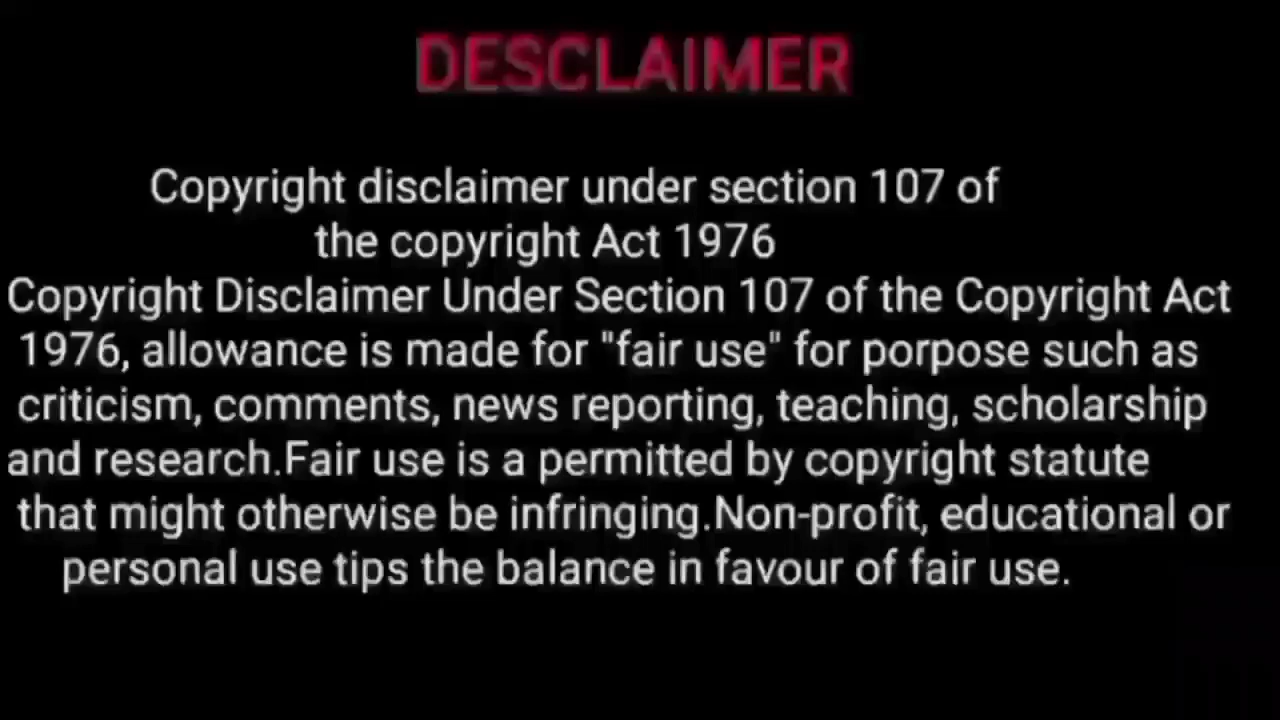 DESCLAIMER
Copyright disclaimer under section 107 of
the copyright Act 1976
Copyright Disclaimer Under Section 107 of the Copyright Act
1976, allowance is made for "fair use" for porpose such as
criticism, comments, news reporting, teaching, scholarship
and research.Fair use is a permitted by copyright statute
that might otherwise be infringing.Non-profit, educational or
personal use tips the balance in favour of fair use.